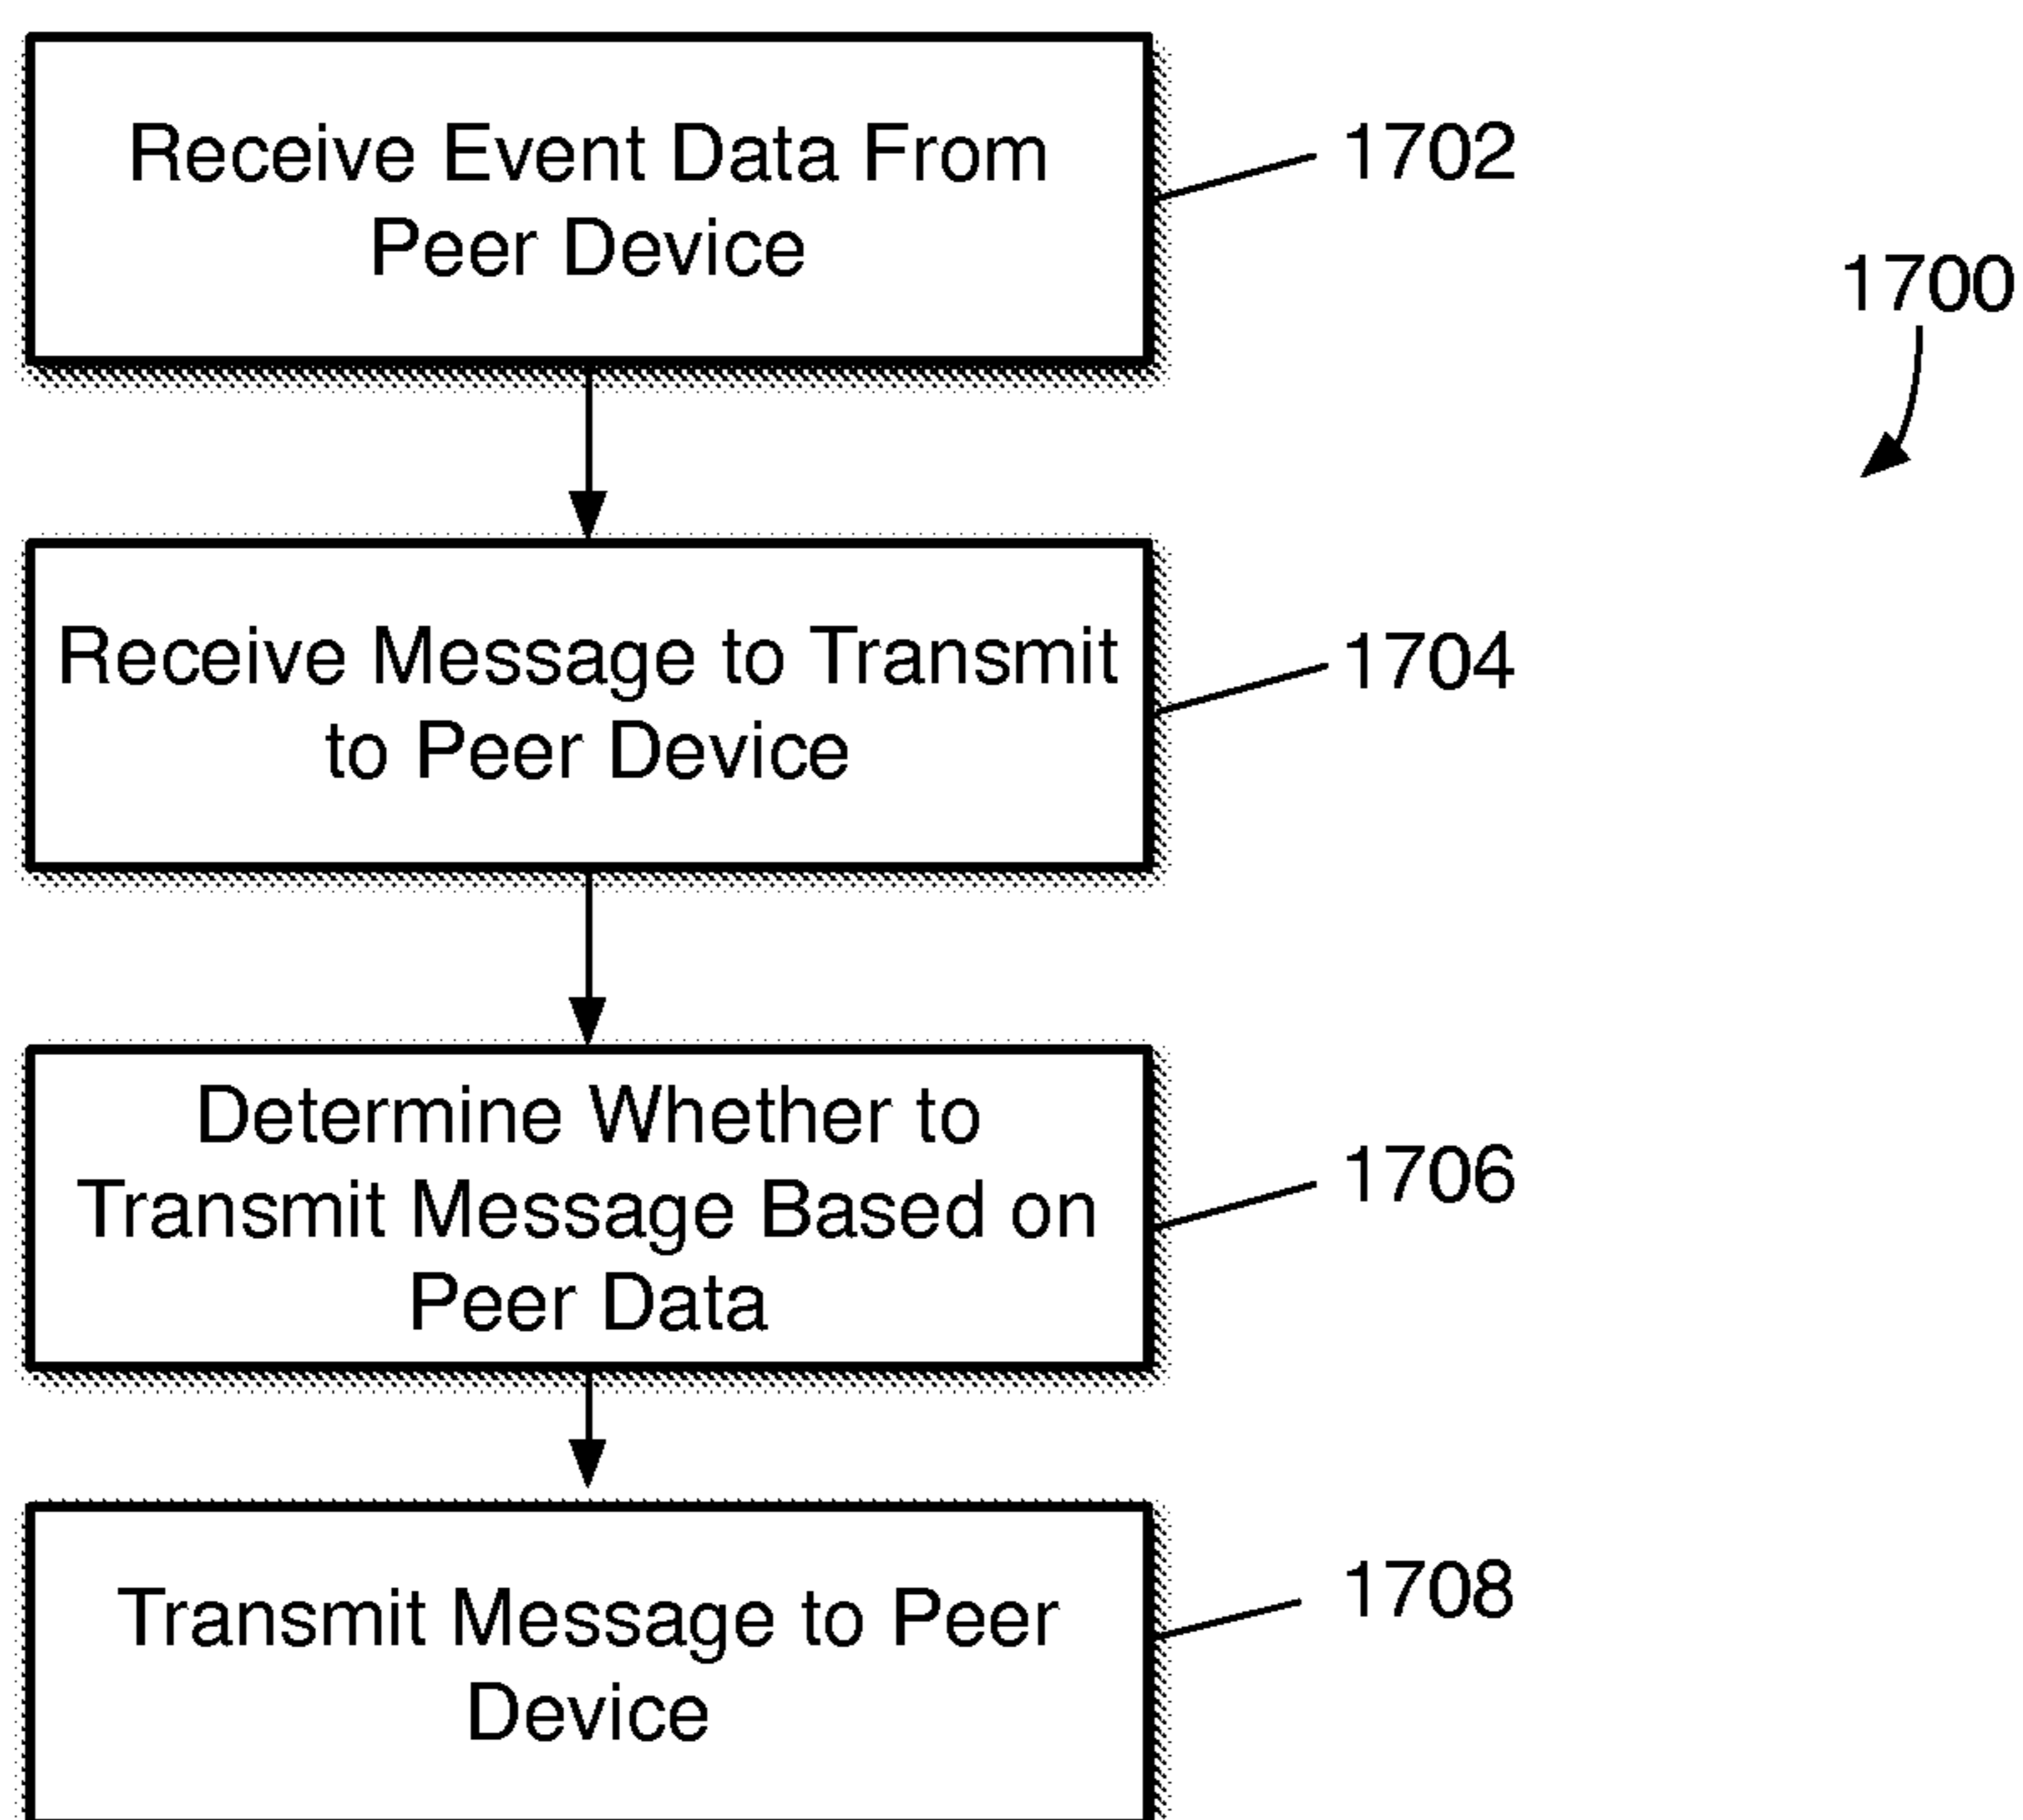 Receive Event Data From
Peer Device
1702
1700
Receive Message to Transmit
to Peer Device
1704
Determine Whether to
Transmit Message Based on
Peer Data
1706
Transmit Message to Peer
Device
1708